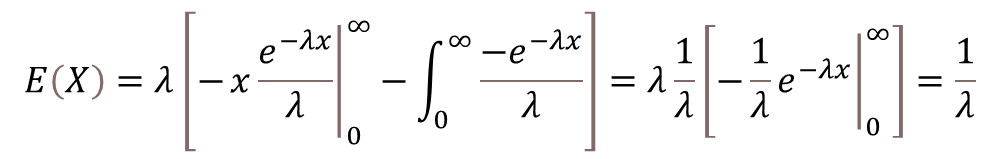 E(X) = λ [ −x e^{−λx}/λ |_0^∞ − ∫_0^∞ −e^{−λx}/λ ] = λ 1/λ [ −1/λ e^{−λx} |_0^∞ ] = 1/λ